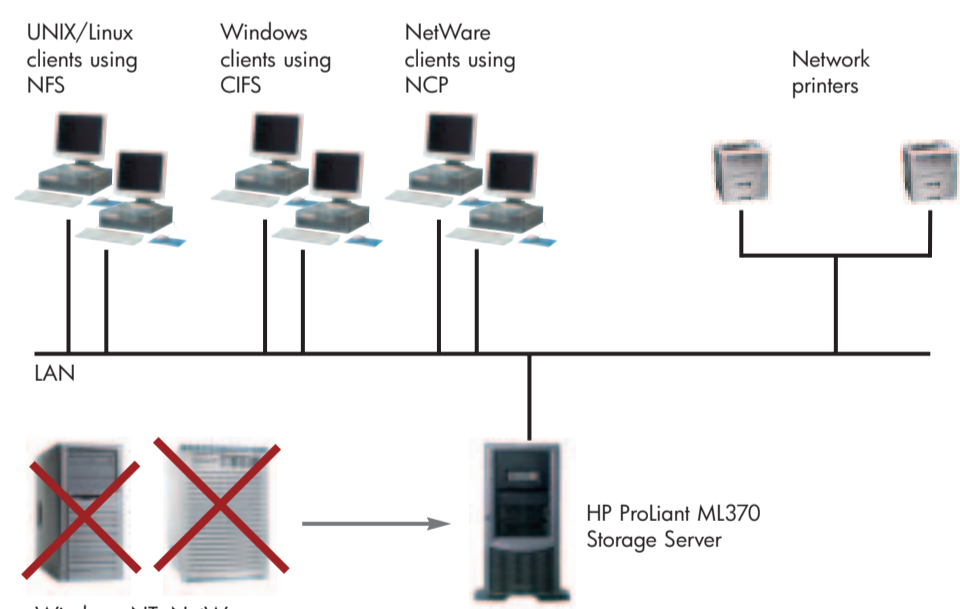 UNIX/Linux
clients using
NFS
Windows
clients using
CIFS
NetWare
clients using
NCP
Network
printers
LAN
HP ProLiant ML370
Storage Server